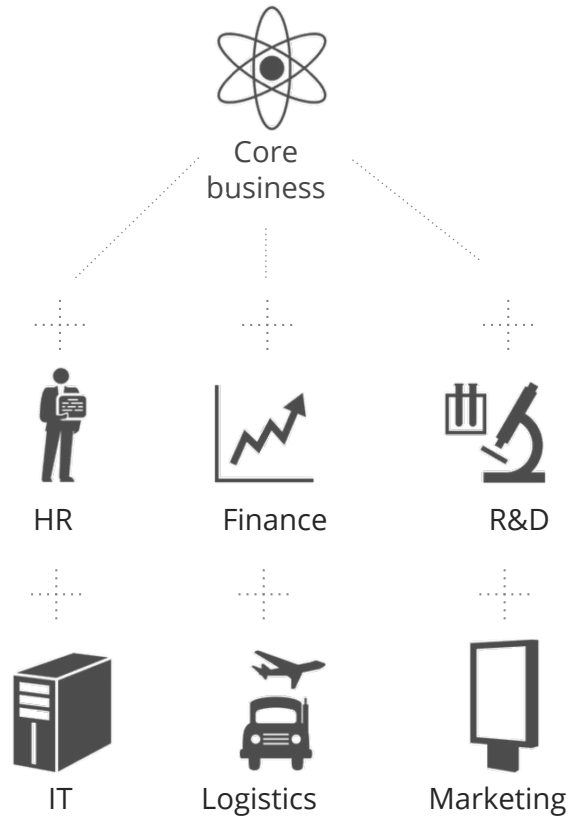 Core
business
HR
Finance
R&D
IT
Logistics
Marketing